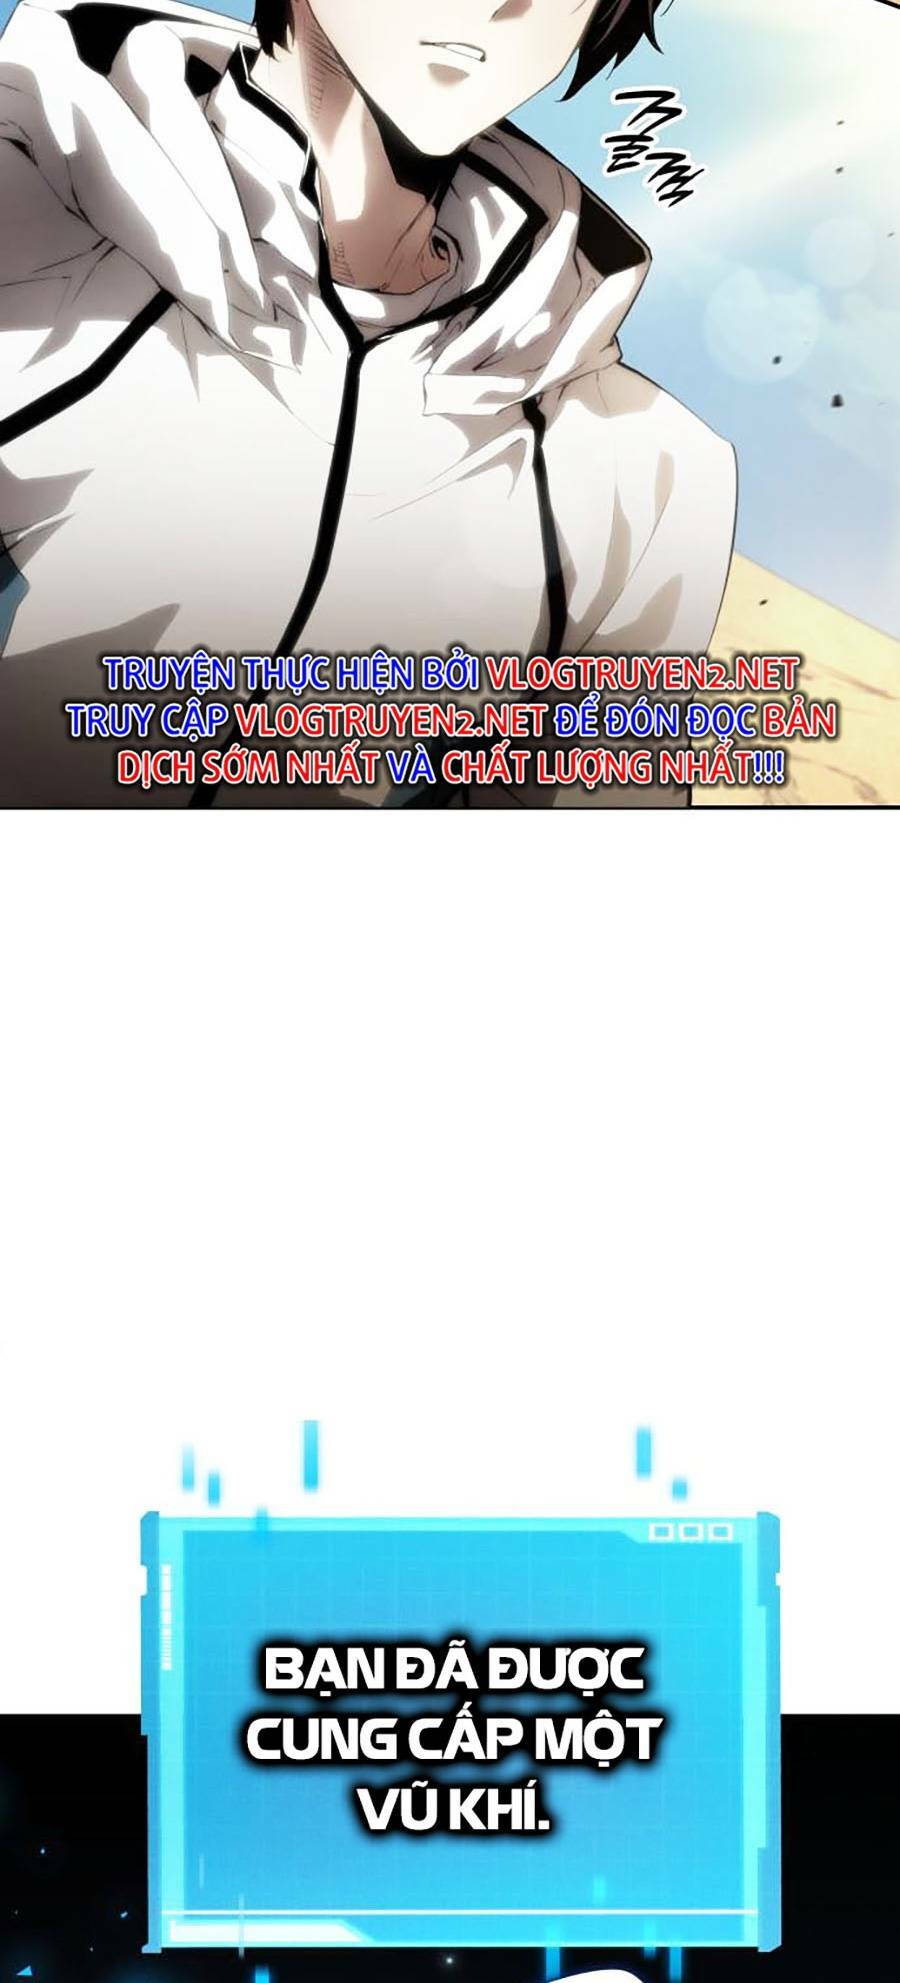 TRUYỆN THỰC HIỆN BỞI VLOGTRUYEN2.NET
TRUY CẬP VLOGTRUYEN2.NET ĐỂ ĐÓN ĐỌC BẢN
DỊCH SỚM NHẤT VÀ CHẤT LƯỢNG NHẤT!!!
BẠN ĐÃ ĐƯỢC
CUNG CẤP MỘT
VŨ KHÍ.